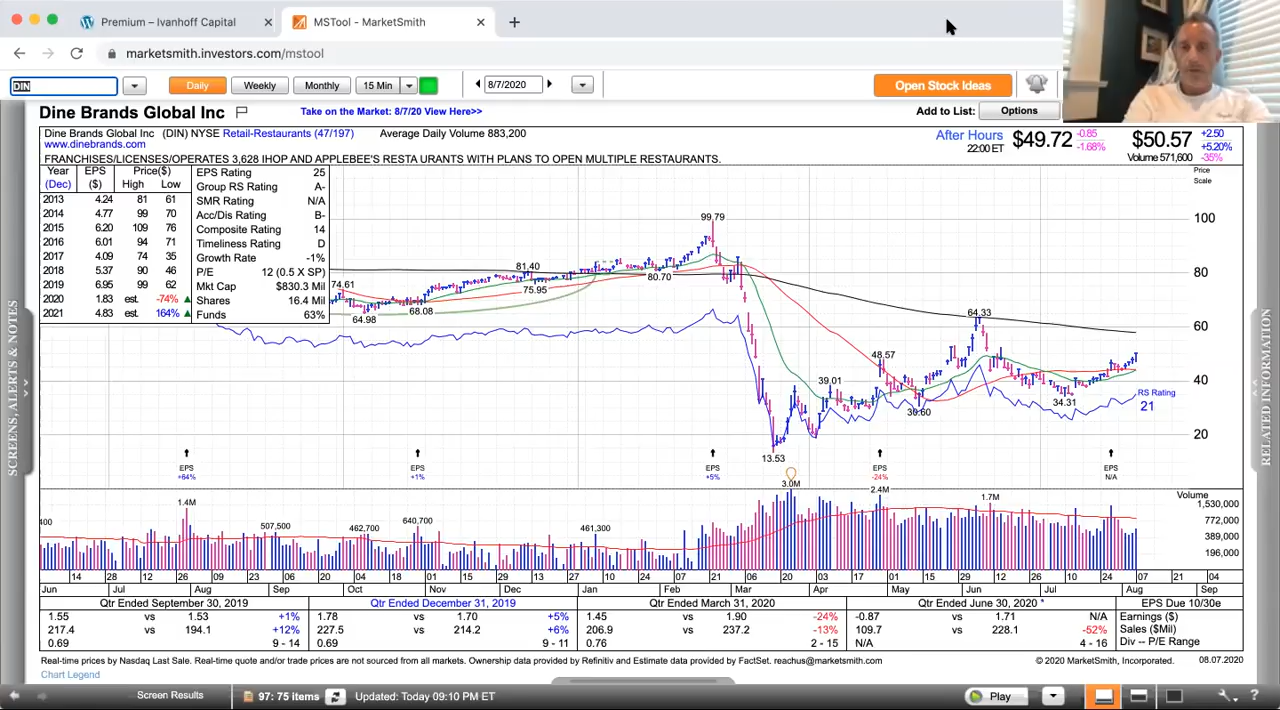 Premium – Ivanhoff Capital × MSTool - MarketSmith × +
marketsmith.investors.com/mstool
DIN Daily Weekly Monthly 15 Min 8/7/2020 Open Stock Ideas
Dine Brands Global Inc Take on the Market: 8/7/20 View Here>> Add to List: Options
Dine Brands Global Inc (DIN) NYSE Retail-Restaurants (47/197) Average Daily Volume 883,200
www.dinebrands.com
After Hours 22:00 ET $49.72 -0.85 -1.68% $50.57 +2.50 +5.20% Volume 571,600 -35%
FRANCHISES/LICENSES/OPERATES 3,628 IHOP AND APPLEBEE'S RESTA URANTS WITH PLANS TO OPEN MULTIPLE RESTAURANTS.
Year EPS Price($)
(Dec) ($) High Low
2013 4.24 81 61
2014 4.77 99 70
2015 6.20 109 76
2016 6.01 94 71
2017 4.09 74 35
2018 5.37 90 46
2019 6.95 99 62
2020 1.83 est. -74%
2021 4.83 est. 164%
EPS Rating 25
Group RS Rating A-
SMR Rating N/A
Acc/Dis Rating B-
Composite Rating 14
Timeliness Rating D
Growth Rate -1%
P/E 12 (0.5 X SP)
Mkt Cap $830.3 Mil
Shares 16.4 Mil
Funds 63%
Price Scale
100
80
60
40
20
99.79
81.40
80.70
74.61
75.95
68.08
64.98
64.33
48.57
39.01
34.31
13.53
RS Rating
21
EPS EPS EPS EPS EPS
+64% +1% +5% -24% N/A
1.4M 507,500 462,700 640,700 461,300 3.0M 2.4M 1.7M
400
Volume
1,530,000
772,000
389,000
196,000
14 28 12 26 09 23 06 20 04 18 01 15 29 13 27 10 24 07 21 06 20 03 17 01 15 29 12 26 10 24 07 21 04
Jun Jul Aug Sep Oct Nov Dec Jan Feb Mar Apr May Jun Jul Aug Sep
Qtr Ended September 30, 2019 Qtr Ended December 31, 2019 Qtr Ended March 31, 2020 Qtr Ended June 30, 2020 * EPS Due 10/30e
1.55 vs 1.53 +1% 1.78 vs 1.70 +5% 1.45 vs 1.90 -24% -0.87 vs 1.71 N/A Earnings ($)
217.4 vs 194.1 +12% 227.5 vs 214.2 +6% 206.9 vs 237.2 -13% 109.7 vs 228.1 -52% Sales ($Mil)
0.69 9 - 14 0.69 9 - 11 0.76 2 - 15 N/A 4 - 16 Div -- P/E Range
Real-time prices by Nasdaq Last Sale. Real-time quote and/or trade prices are not sourced from all markets. Ownership data provided by Refinitiv and Estimate data provided by FactSet. reachus@marketsmith.com © 2020 MarketSmith, Incorporated. 08.07.2020
Chart Legend
SCREENS, ALERTS & NOTES
RELATED INFORMATION
Screen Results 97: 75 items Updated: Today 09:10 PM ET Play ?